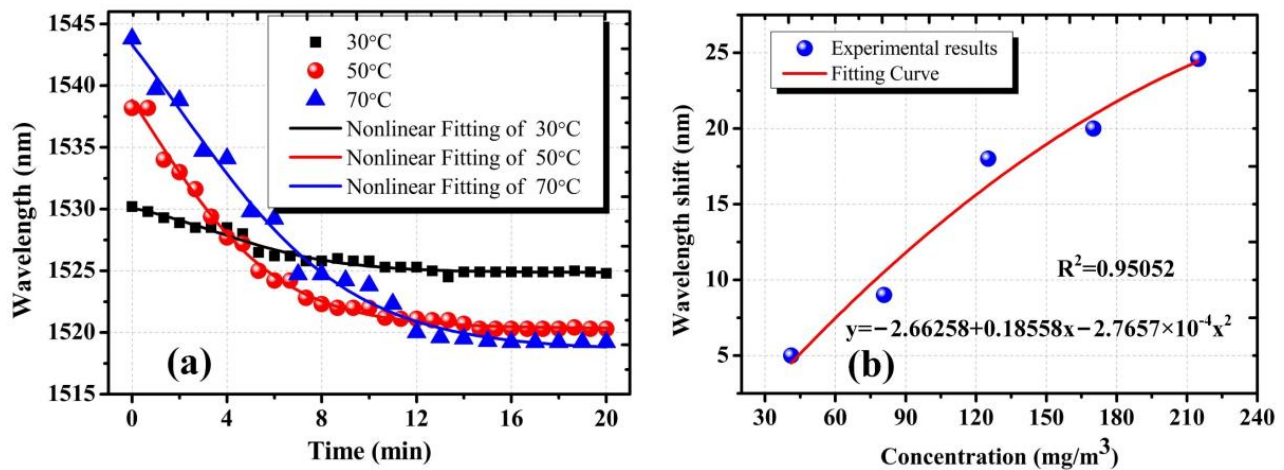 1545
1540
1535
1530
1525
1520
1515
Wavelength (nm)
30°C
50°C
70°C
Nonlinear Fitting of 30°C
Nonlinear Fitting of 50°C
Nonlinear Fitting of 70°C
(a)
0 4 8 12 16 20
Time (min)
25
20
15
10
5
Wavelength shift (nm)
Experimental results
Fitting Curve
R²=0.95052
y=−2.66258+0.18558x−2.7657×10⁻⁴x²
(b)
30 60 90 120 150 180 210 240
Concentration (mg/m³)